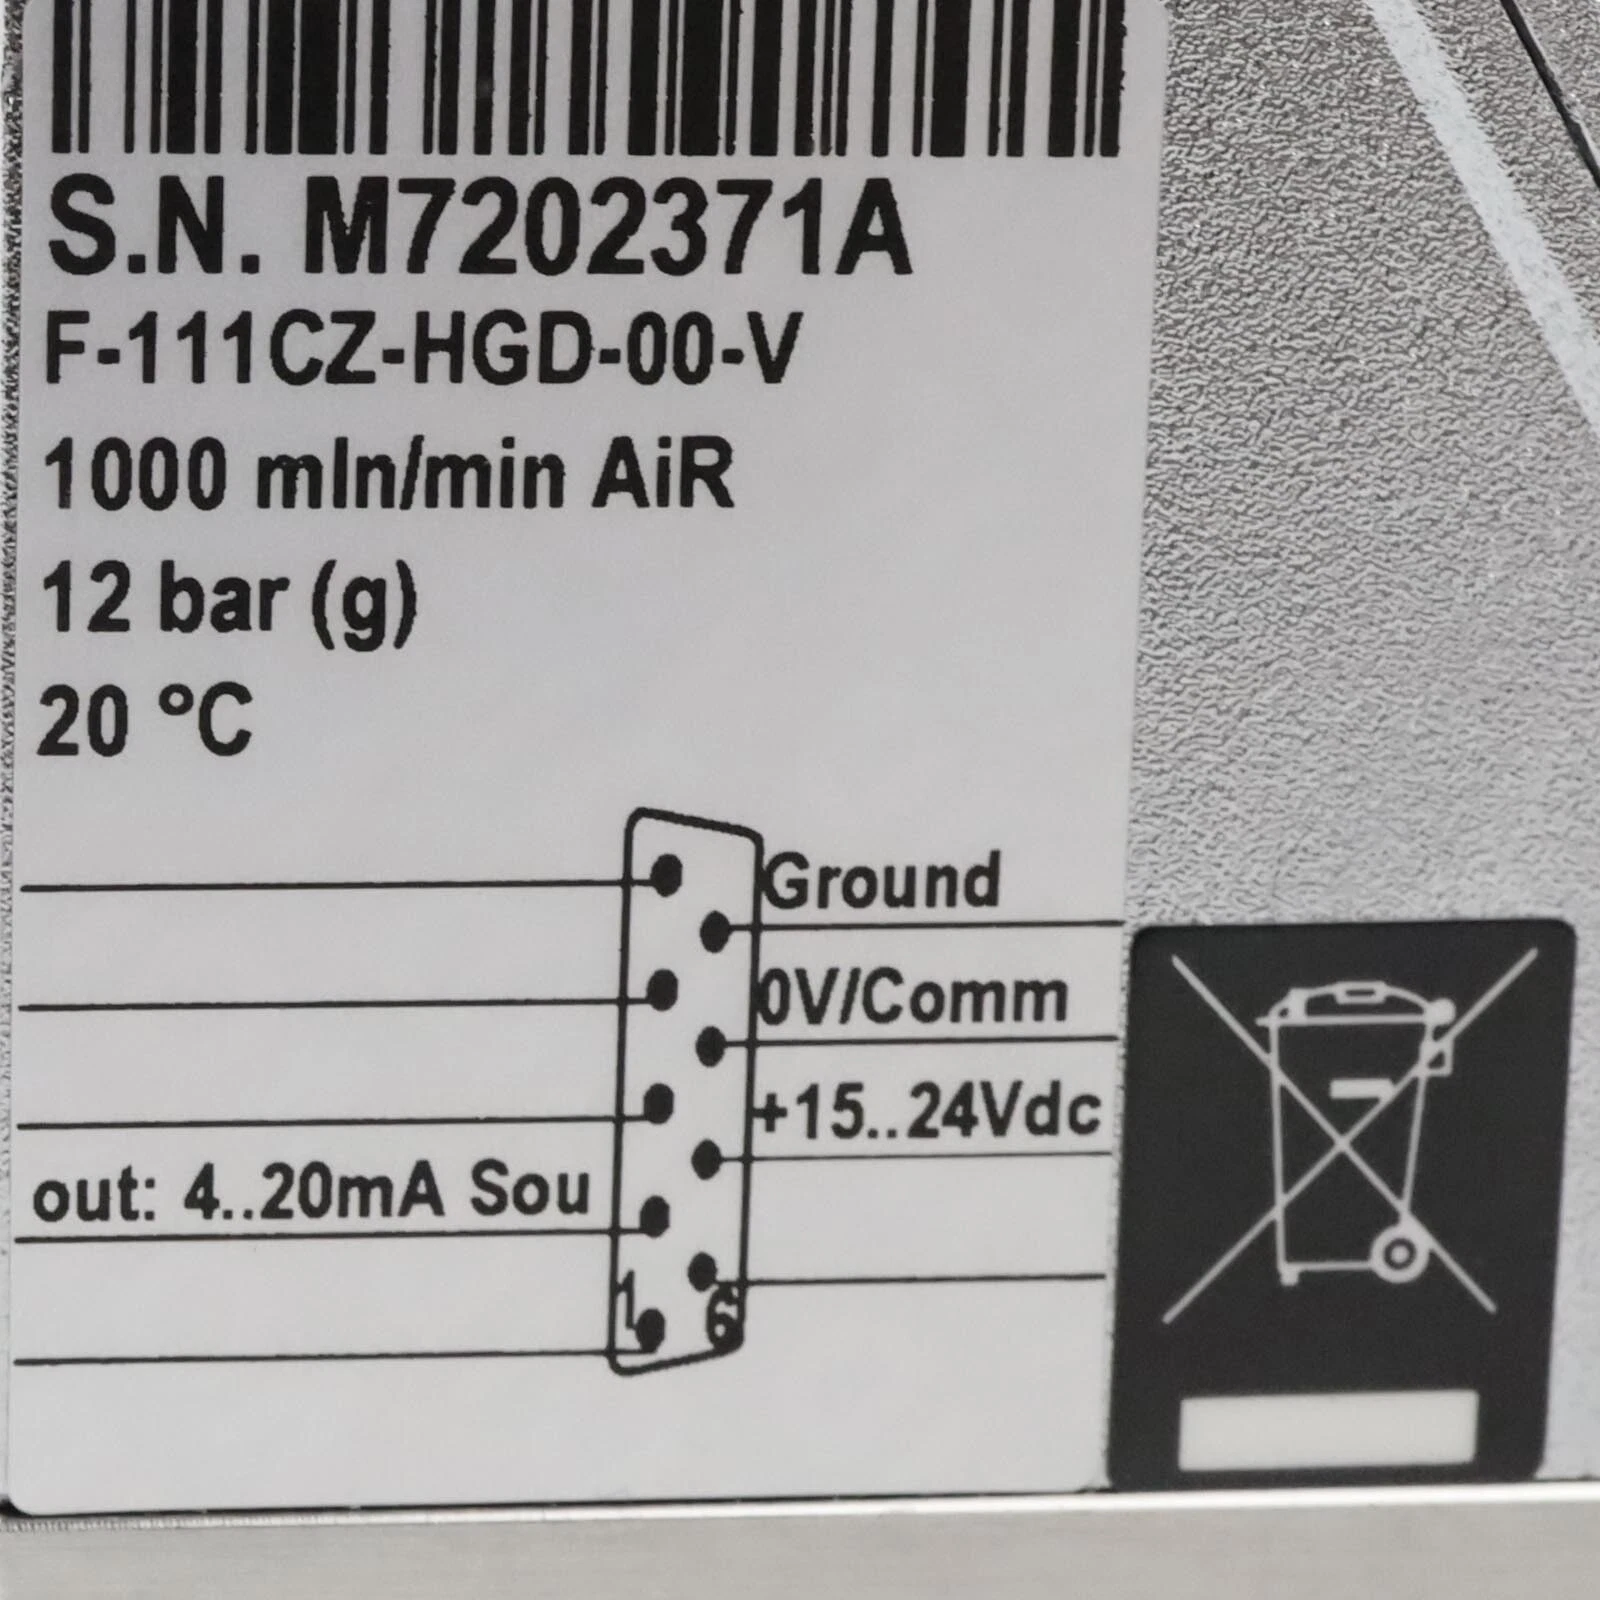 S.N. M7202371A
F-111CZ-HGD-00-V
1000 mln/min AiR
12 bar (g)
20 °C
Ground
0V/Comm
+15..24Vdc
out: 4..20mA Sou
1 6